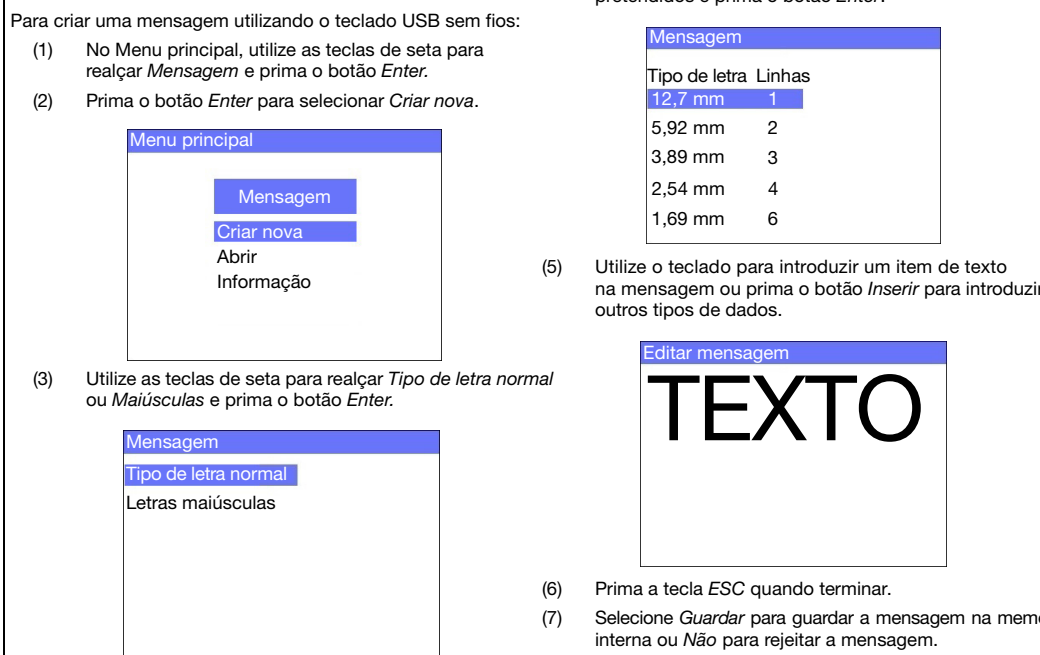 Para criar uma mensagem utilizando o teclado USB sem fios:
(1) No Menu principal, utilize as teclas de seta para
realçar Mensagem e prima o botão Enter.
(2) Prima o botão Enter para selecionar Criar nova.
Menu principal
Mensagem
Criar nova
Abrir
Informação
(3) Utilize as teclas de seta para realçar Tipo de letra normal
ou Maiúsculas e prima o botão Enter.
Mensagem
Tipo de letra normal
Letras maiúsculas
pretendidos e prima o botão Enter.
Mensagem
Tipo de letra Linhas
12,7 mm 1
5,92 mm 2
3,89 mm 3
2,54 mm 4
1,69 mm 6
(5) Utilize o teclado para introduzir um item de texto
na mensagem ou prima o botão Inserir para introduzir
outros tipos de dados.
Editar mensagem
TEXTO
(6) Prima a tecla ESC quando terminar.
(7) Selecione Guardar para guardar a mensagem na
interna ou Não para rejeitar a mensagem.